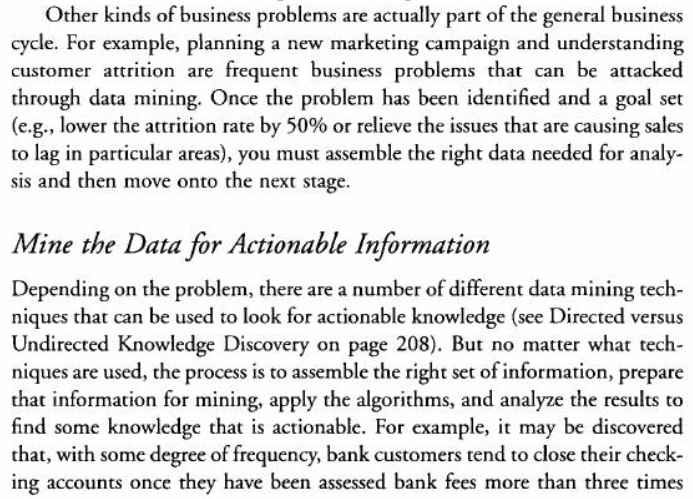 Other kinds of business problems are actually part of the general business
cycle. For example, planning a new marketing campaign and understanding
customer attrition are frequent business problems that can be attacked
through data mining. Once the problem has been identified and a goal set
(e.g., lower the attrition rate by 50% or relieve the issues that are causing sales
to lag in particular areas), you must assemble the right data needed for analy-
sis and then move onto the next stage.
Mine the Data for Actionable Information
Depending on the problem, there are a number of different data mining tech-
niques that can be used to look for actionable knowledge (see Directed versus
Undirected Knowledge Discovery on page 208). But no matter what tech-
niques are used, the process is to assemble the right set of information, prepare
that information for mining, apply the algorithms, and analyze the results to
find some knowledge that is actionable. For example, it may be discovered
that, with some degree of frequency, bank customers tend to close their check-
ing accounts once they have been assessed bank fees more than three times